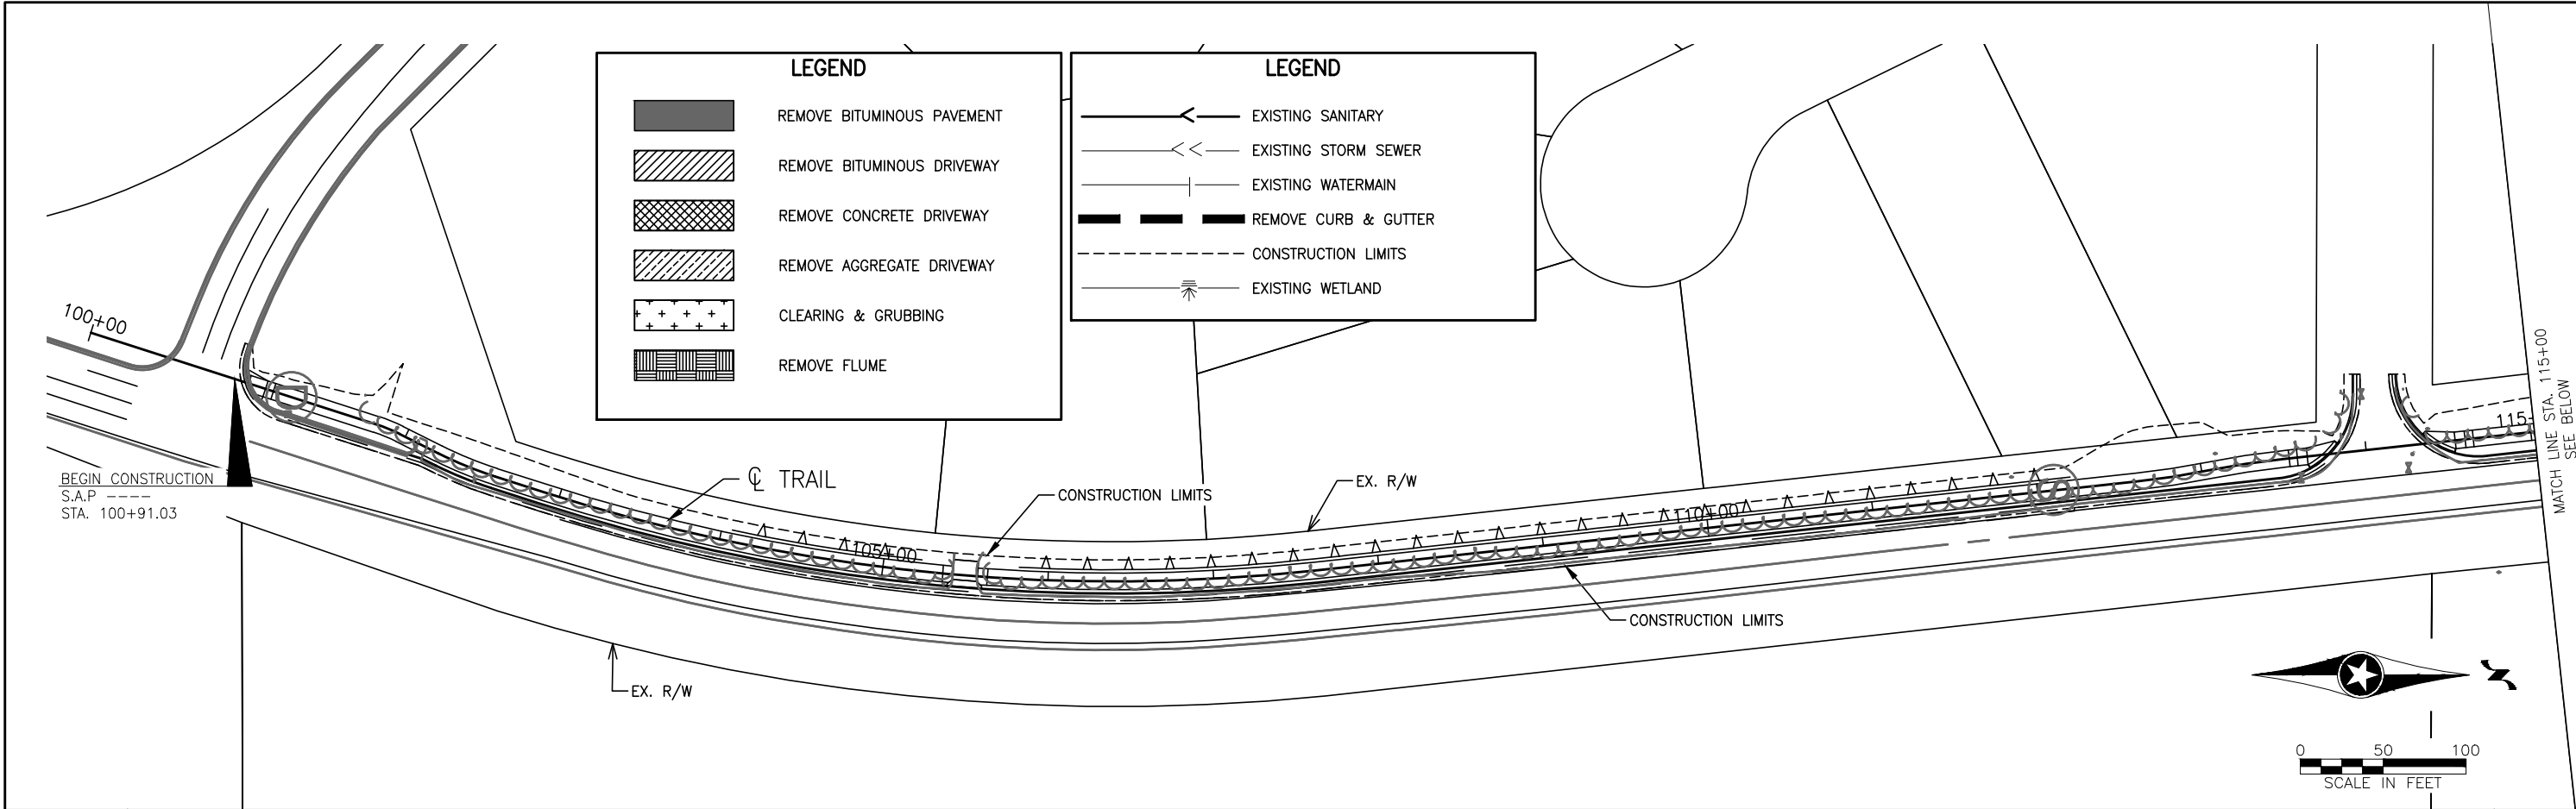 LEGEND
REMOVE BITUMINOUS PAVEMENT
REMOVE BITUMINOUS DRIVEWAY
REMOVE CONCRETE DRIVEWAY
REMOVE AGGREGATE DRIVEWAY
CLEARING & GRUBBING
REMOVE FLUME
LEGEND
EXISTING SANITARY
EXISTING STORM SEWER
EXISTING WATERMAIN
REMOVE CURB & GUTTER
CONSTRUCTION LIMITS
EXISTING WETLAND
100+00
BEGIN CONSTRUCTION
S.A.P ----
STA. 100+91.03
℄ TRAIL
CONSTRUCTION LIMITS
EX. R/W
105+00
110+00
115+
CONSTRUCTION LIMITS
EX. R/W
MATCH LINE STA. 115+00
SEE BELOW
N
0 50 100
SCALE IN FEET